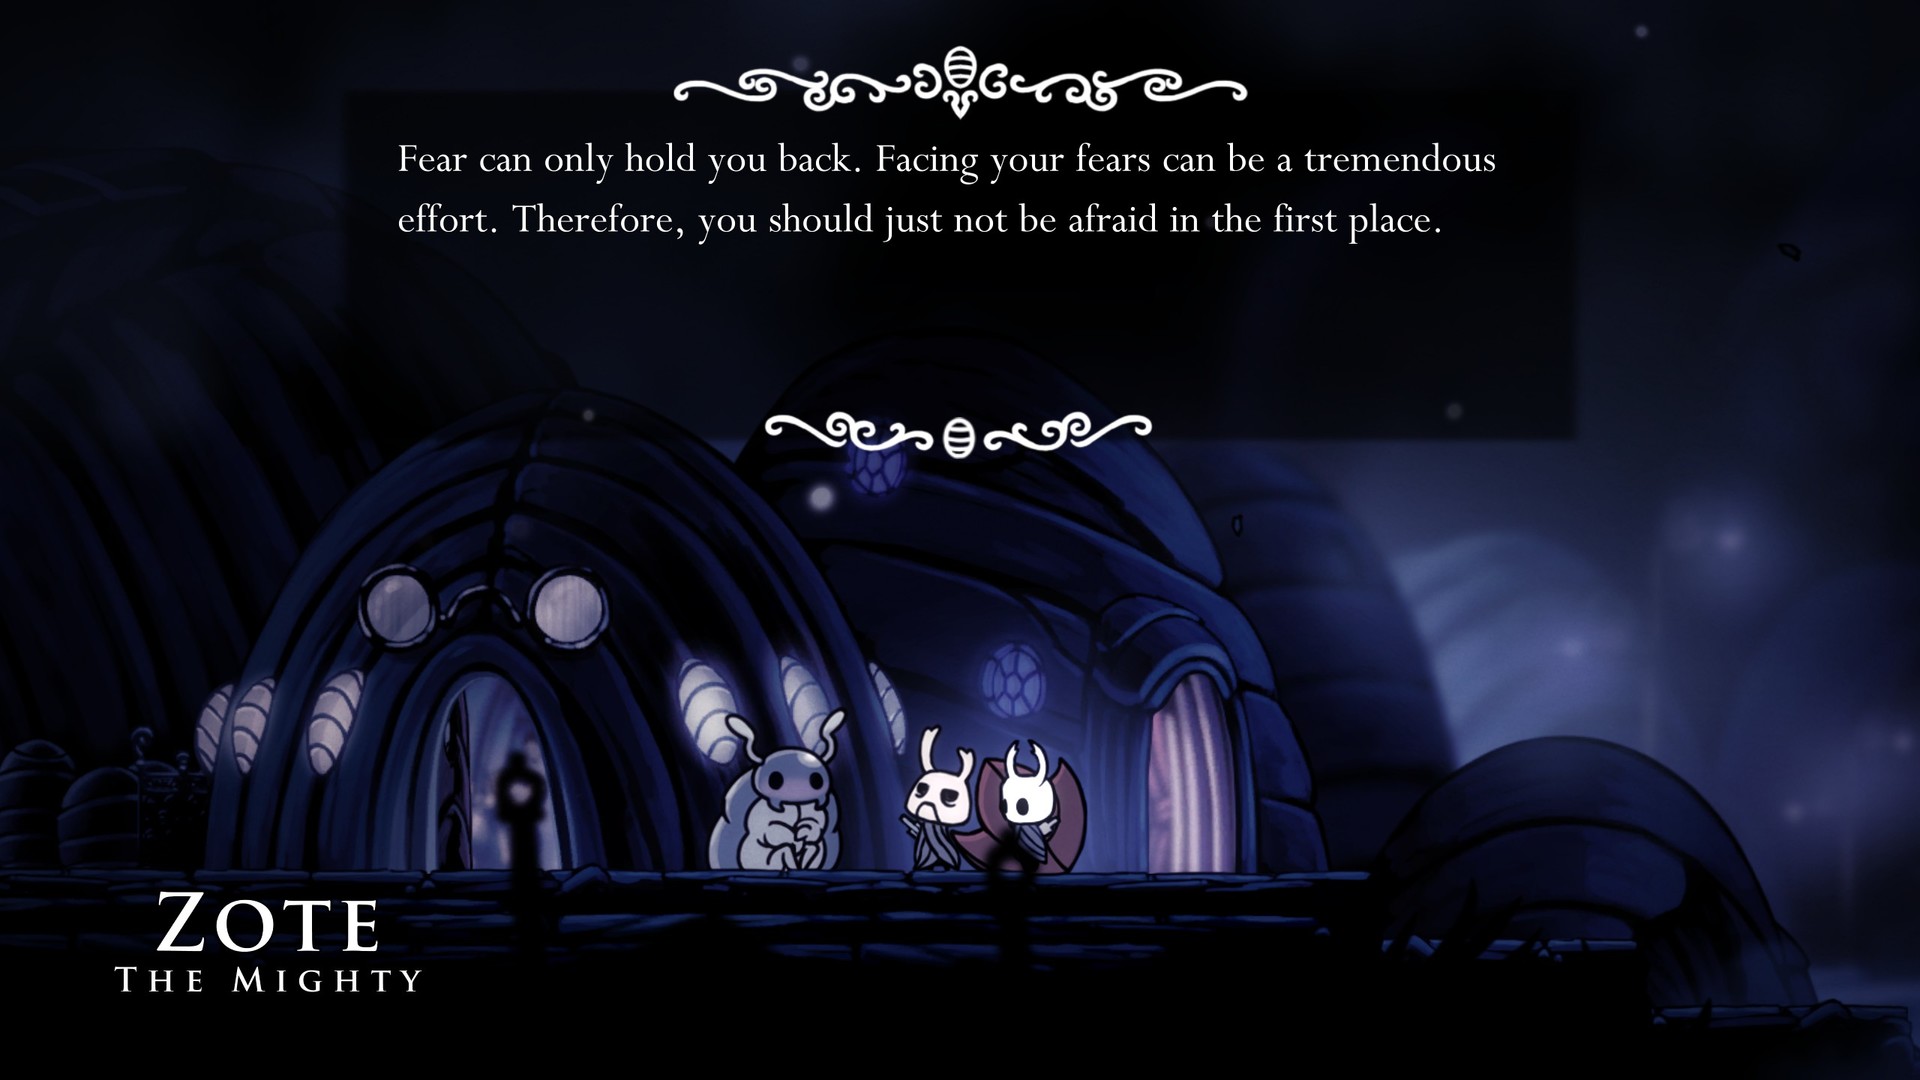 Fear can only hold you back. Facing your fears can be a tremendous
effort. Therefore, you should just not be afraid in the first place.
ZOTE
THE MIGHTY